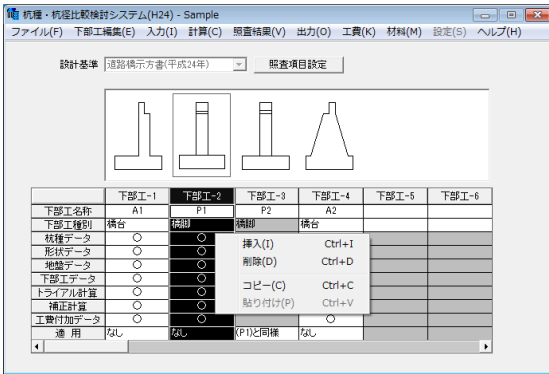 杭種・杭径比較検討システム(H24) - Sample
ファイル(F) 下部工編集(E) 入力(I) 計算(C) 照査結果(V) 出力(O) 工費(K) 材料(M) 設定(S) ヘルプ(H)
設計基準 道路橋示方書(平成24年) 照査項目設定
下部工-1 下部工-2 下部工-3 下部工-4 下部工-5 下部工-6
下部工名称 A1 P1 P2 A2
下部工種別 橋台 橋脚 橋脚 橋台
杭種データ ○ ○
形状データ ○ ○
地盤データ ○ ○
下部工データ ○ ○
トライアル計算 ○ ○
補正計算 ○ ○
工費付加データ ○ ○ ○
適 用 なし なし (P1)と同様 なし
挿入(I) Ctrl+I
削除(D) Ctrl+D
コピー(C) Ctrl+C
貼り付け(P) Ctrl+V